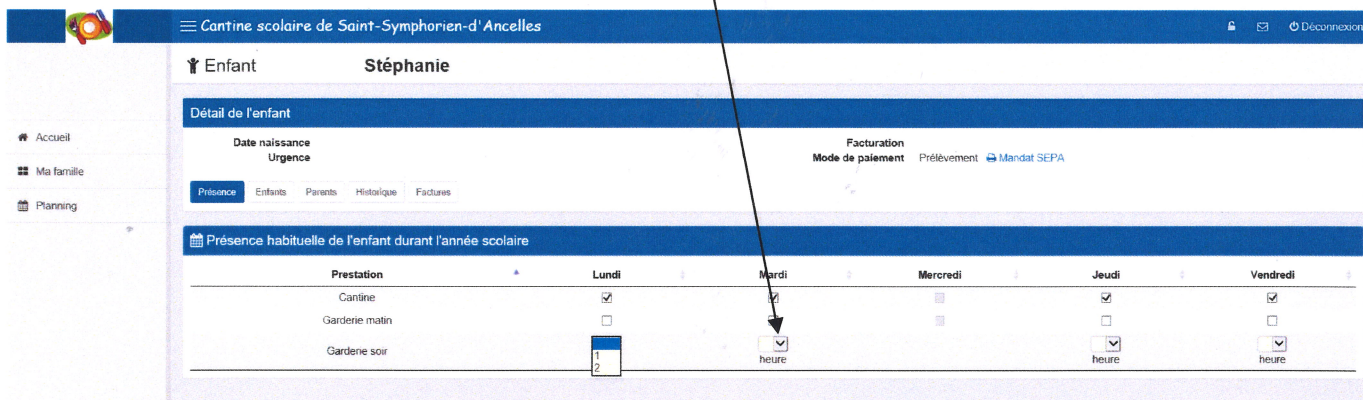 Cantine scolaire de Saint-Symphorien-d'Ancelles Déconnexion
Enfant Stéphanie
Détail de l'enfant
Accueil
Ma famille
Planning
Date naissance
Urgence
Facturation
Mode de paiement Prélèvement Mandat SEPA
Présence Enfants Parents Historique Factures
Présence habituelle de l'enfant durant l'année scolaire
Prestation Lundi Mardi Mercredi Jeudi Vendredi
Cantine
Garderie matin
Garderie soir
1
2
heure heure heure